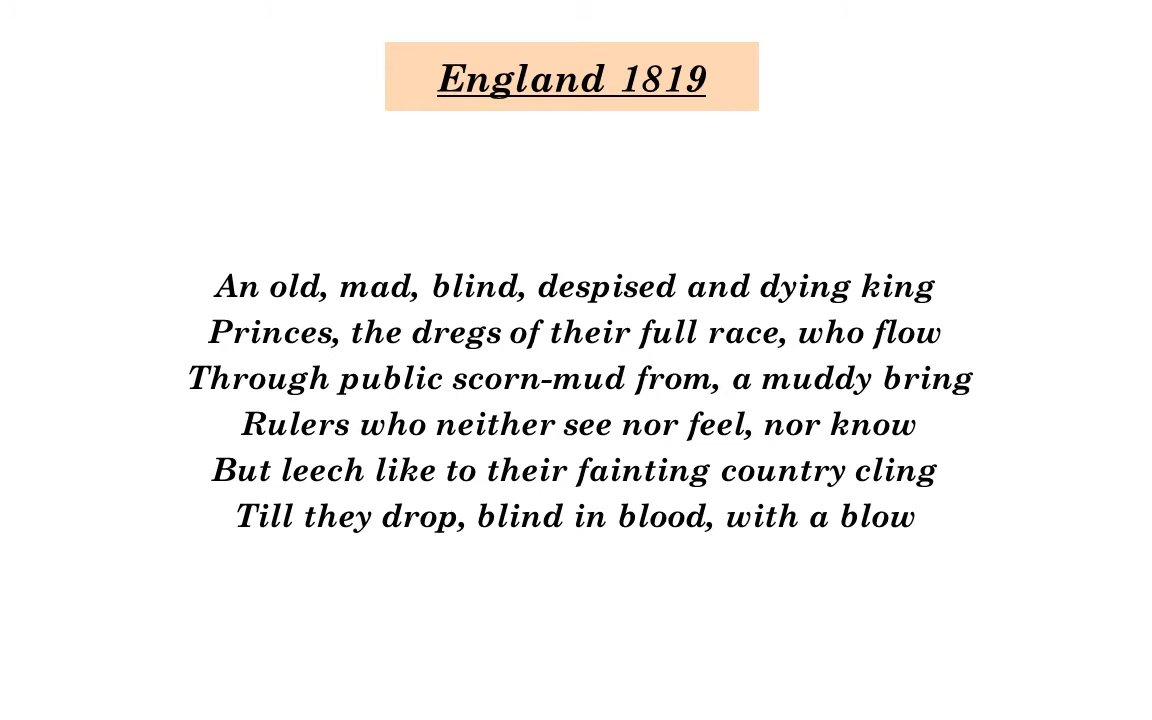 England 1819
An old, mad, blind, despised and dying king
Princes, the dregs of their full race, who flow
Through public scorn-mud from, a muddy bring
Rulers who neither see nor feel, nor know
But leech like to their fainting country cling
Till they drop, blind in blood, with a blow